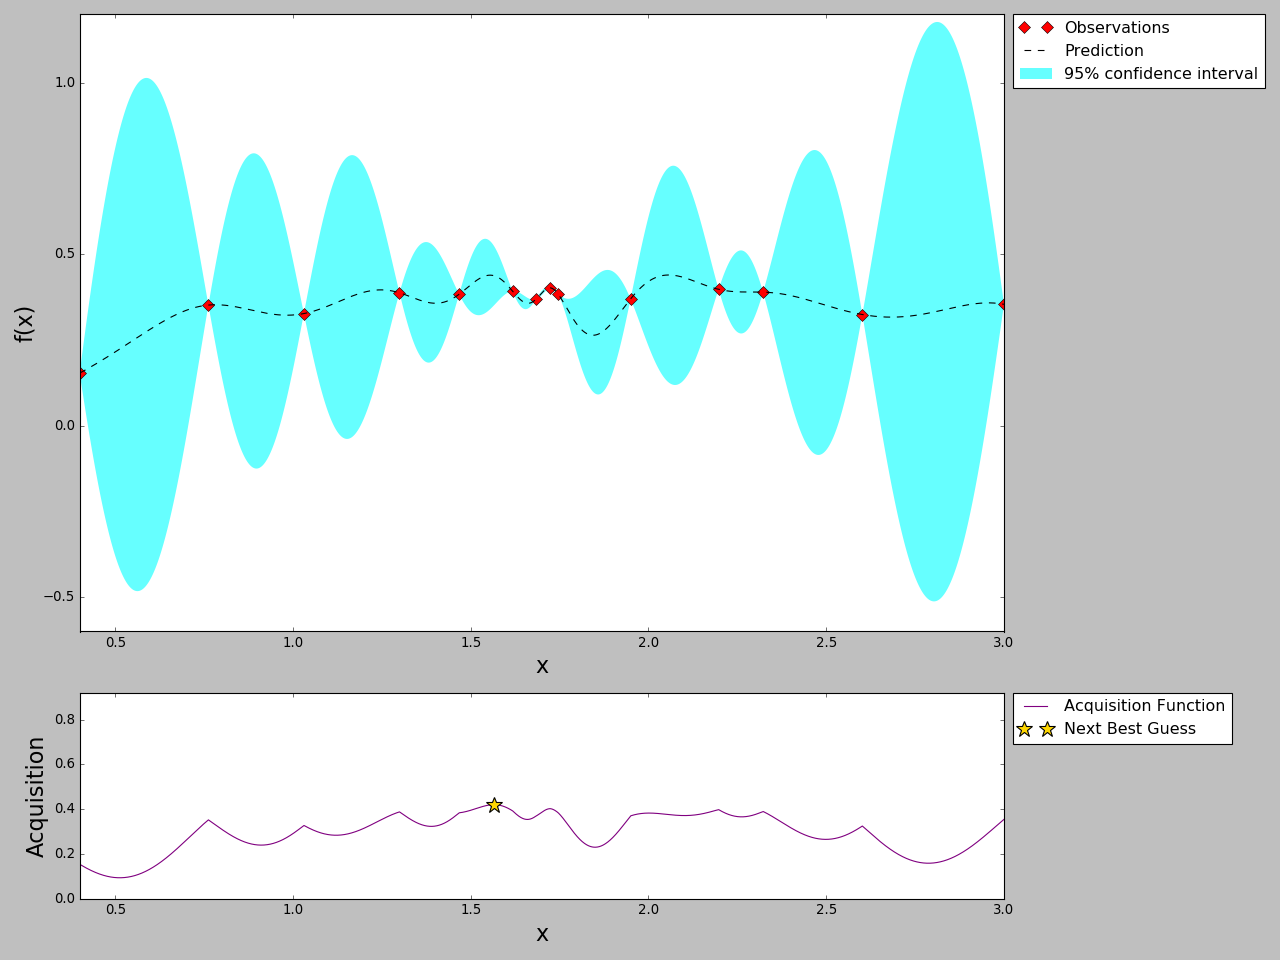 Observations
Prediction
95% confidence interval
1.0
0.5
0.0
−0.5
f(x)
0.5 1.0 1.5 2.0 2.5 3.0
x
Acquisition Function
Next Best Guess
0.8
0.6
0.4
0.2
0.0
Acquisition
0.5 1.0 1.5 2.0 2.5 3.0
x